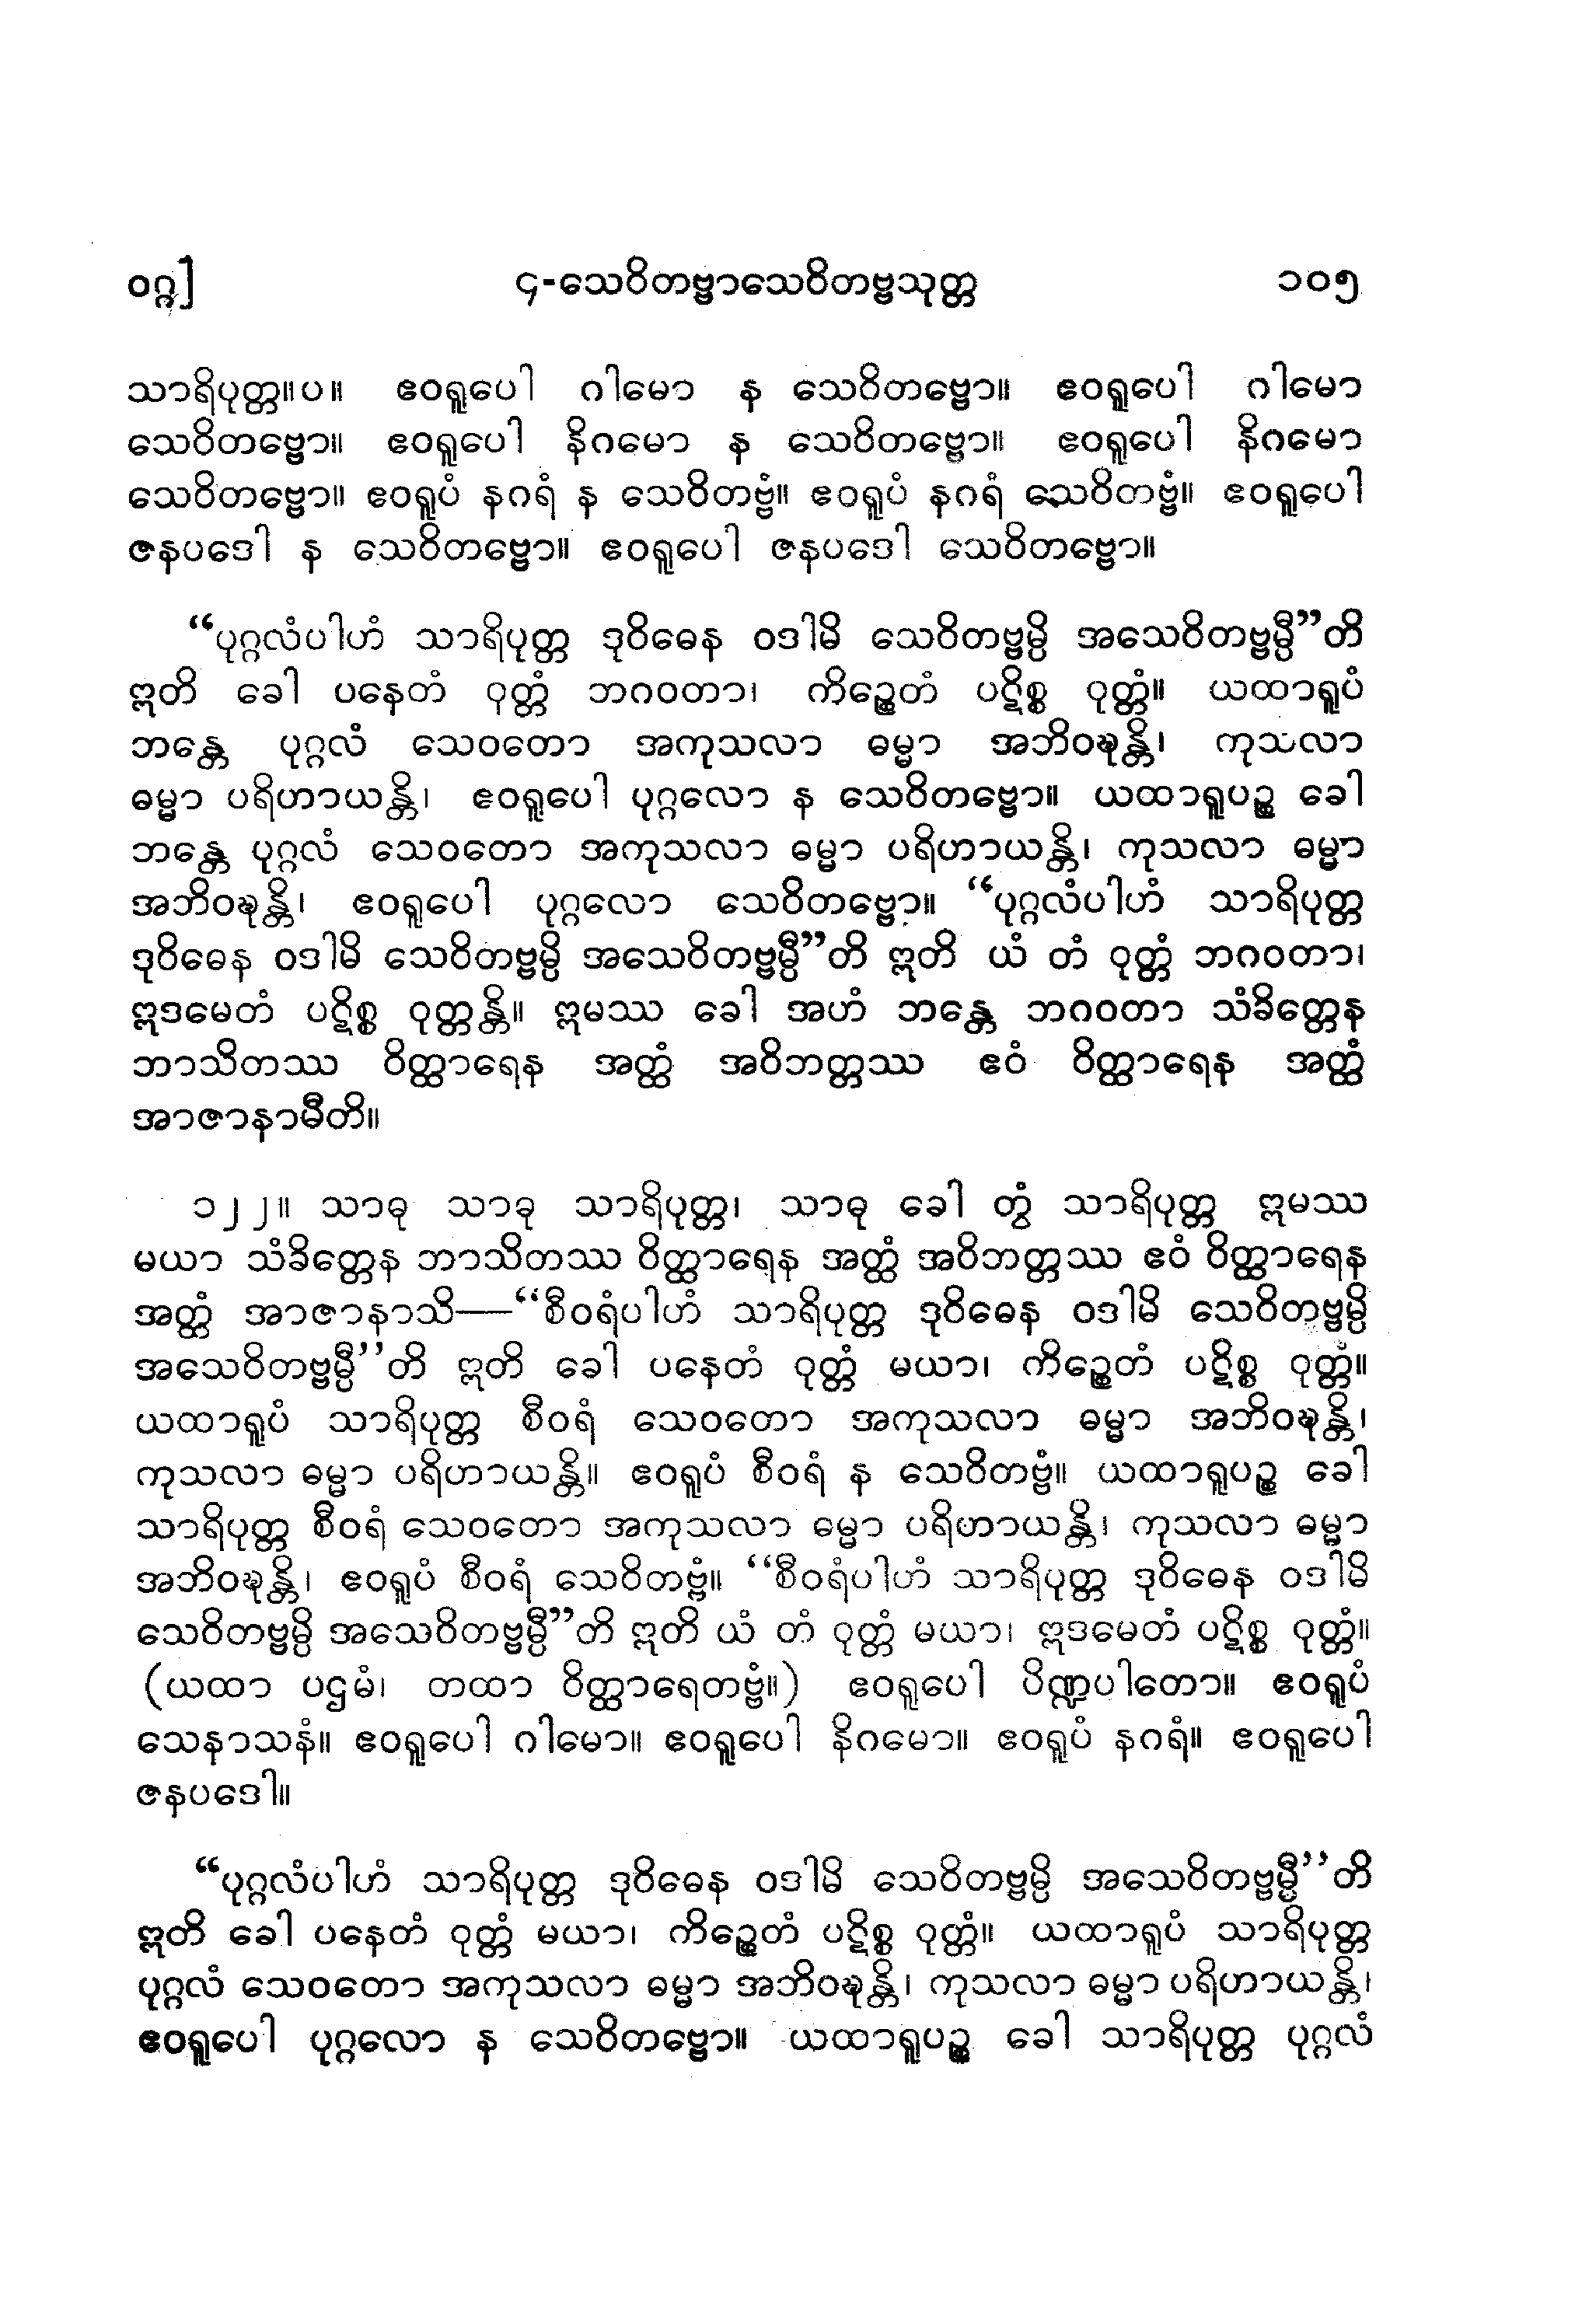 ဝဂ္ဂ]
၄-သေဝိတဗ္ဗာသေဝိတဗ္ဗသုတ္တ
၁၀၅
သာရိပုတ္တ။ပ။ ဧဝရူပေါ ဂါမော န သေဝိတဗ္ဗော။ ဧဝရူပေါ ဂါမော
သေဝိတဗ္ဗော။ ဧဝရူပေါ နိဂမော န သေဝိတဗ္ဗော။ ဧဝရူပေါ နိဂမော
သေဝိတဗ္ဗော။ ဧဝရူပံ နဂရံ န သေဝိတဗ္ဗံ။ ဧဝရူပံ နဂရံ သေဝိတဗ္ဗံ။ ဧဝရူပေါ
ဇနပဒေါ န သေဝိတဗ္ဗော။ ဧဝရူပေါ ဇနပဒေါ သေဝိတဗ္ဗော။
“ပုဂ္ဂလံပါဟံ သာရိပုတ္တ ဒုဝိဓေန ဝဒါမိ သေဝိတဗ္ဗမ္ပိ အသေဝိတဗ္ဗမ္ပီ”တိ
ဣတိ ခေါ ပနေတံ ဝုတ္တံ ဘဂဝတာ၊ ကိဉ္စေတံ ပဋိစ္စ ဝုတ္တံ။ ယထာရူပံ
ဘန္တေ ပုဂ္ဂလံ သေဝတော အကုသလာ ဓမ္မာ အဘိဝဍ္ဎန္တိ၊ ကုသလာ
ဓမ္မာ ပရိဟာယန္တိ၊ ဧဝရူပေါ ပုဂ္ဂလော န သေဝိတဗ္ဗော။ ယထာရူပဉ္စ ခေါ
ဘန္တေ ပုဂ္ဂလံ သေဝတော အကုသလာ ဓမ္မာ ပရိဟာယန္တိ၊ ကုသလာ ဓမ္မာ
အဘိဝဍ္ဎန္တိ၊ ဧဝရူပေါ ပုဂ္ဂလော သေဝိတဗ္ဗော။ “ပုဂ္ဂလံပါဟံ သာရိပုတ္တ
ဒုဝိဓေန ဝဒါမိ သေဝိတဗ္ဗမ္ပိ အသေဝိတဗ္ဗမ္ပီ”တိ ဣတိ ယံ တံ ဝုတ္တံ ဘဂဝတာ၊
ဣဒမေတံ ပဋိစ္စ ဝုတ္တန္တိ။ ဣမဿ ခေါ အဟံ ဘန္တေ ဘဂဝတာ သံခိတ္တေန
ဘာသိတဿ ဝိတ္ထာရေန အတ္ထံ အဝိဘတ္တဿ ဧဝံ ဝိတ္ထာရေန အတ္ထံ
အာဇာနာမီတိ။
၁၂၂။ သာဓု သာဓု သာရိပုတ္တ၊ သာဓု ခေါ တွံ သာရိပုတ္တ ဣမဿ
မယာ သံခိတ္တေန ဘာသိတဿ ဝိတ္ထာရေန အတ္ထံ အဝိဘတ္တဿ ဧဝံ ဝိတ္ထာရေန
အတ္ထံ အာဇာနာသိ—“စီဝရံပါဟံ သာရိပုတ္တ ဒုဝိဓေန ဝဒါမိ သေဝိတဗ္ဗမ္ပိ
အသေဝိတဗ္ဗမ္ပီ”တိ ဣတိ ခေါ ပနေတံ ဝုတ္တံ မယာ၊ ကိဉ္စေတံ ပဋိစ္စ ဝုတ္တံ။
ယထာရူပံ သာရိပုတ္တ စီဝရံ သေဝတော အကုသလာ ဓမ္မာ အဘိဝဍ္ဎန္တိ၊
ကုသလာ ဓမ္မာ ပရိဟာယန္တိ။ ဧဝရူပံ စီဝရံ န သေဝိတဗ္ဗံ။ ယထာရူပဉ္စ ခေါ
သာရိပုတ္တ စီဝရံ သေဝတော အကုသလာ ဓမ္မာ ပရိဟာယန္တိ၊ ကုသလာ ဓမ္မာ
အဘိဝဍ္ဎန္တိ၊ ဧဝရူပံ စီဝရံ သေဝိတဗ္ဗံ။ “စီဝရံပါဟံ သာရိပုတ္တ ဒုဝိဓေန ဝဒါမိ
သေဝိတဗ္ဗမ္ပိ အသေဝိတဗ္ဗမ္ပီ”တိ ဣတိ ယံ တံ ဝုတ္တံ မယာ၊ ဣဒမေတံ ပဋိစ္စ ဝုတ္တံ။
(ယထာ ပဌမံ၊ တထာ ဝိတ္ထာရေတဗ္ဗံ။) ဧဝရူပေါ ပိဏ္ဍပါတော။ ဧဝရူပံ
သေနာသနံ။ ဧဝရူပေါ ဂါမော။ ဧဝရူပေါ နိဂမော။ ဧဝရူပံ နဂရံ။ ဧဝရူပေါ
ဇနပဒေါ။
“ပုဂ္ဂလံပါဟံ သာရိပုတ္တ ဒုဝိဓေန ဝဒါမိ သေဝိတဗ္ဗမ္ပိ အသေဝိတဗ္ဗမ္ပီ”တိ
ဣတိ ခေါ ပနေတံ ဝုတ္တံ မယာ၊ ကိဉ္စေတံ ပဋိစ္စ ဝုတ္တံ။ ယထာရူပံ သာရိပုတ္တ
ပုဂ္ဂလံ သေဝတော အကုသလာ ဓမ္မာ အဘိဝဍ္ဎန္တိ၊ ကုသလာ ဓမ္မာ ပရိဟာယန္တိ၊
ဧဝရူပေါ ပုဂ္ဂလော န သေဝိတဗ္ဗော။ ယထာရူပဉ္စ ခေါ သာရိပုတ္တ ပုဂ္ဂလံ